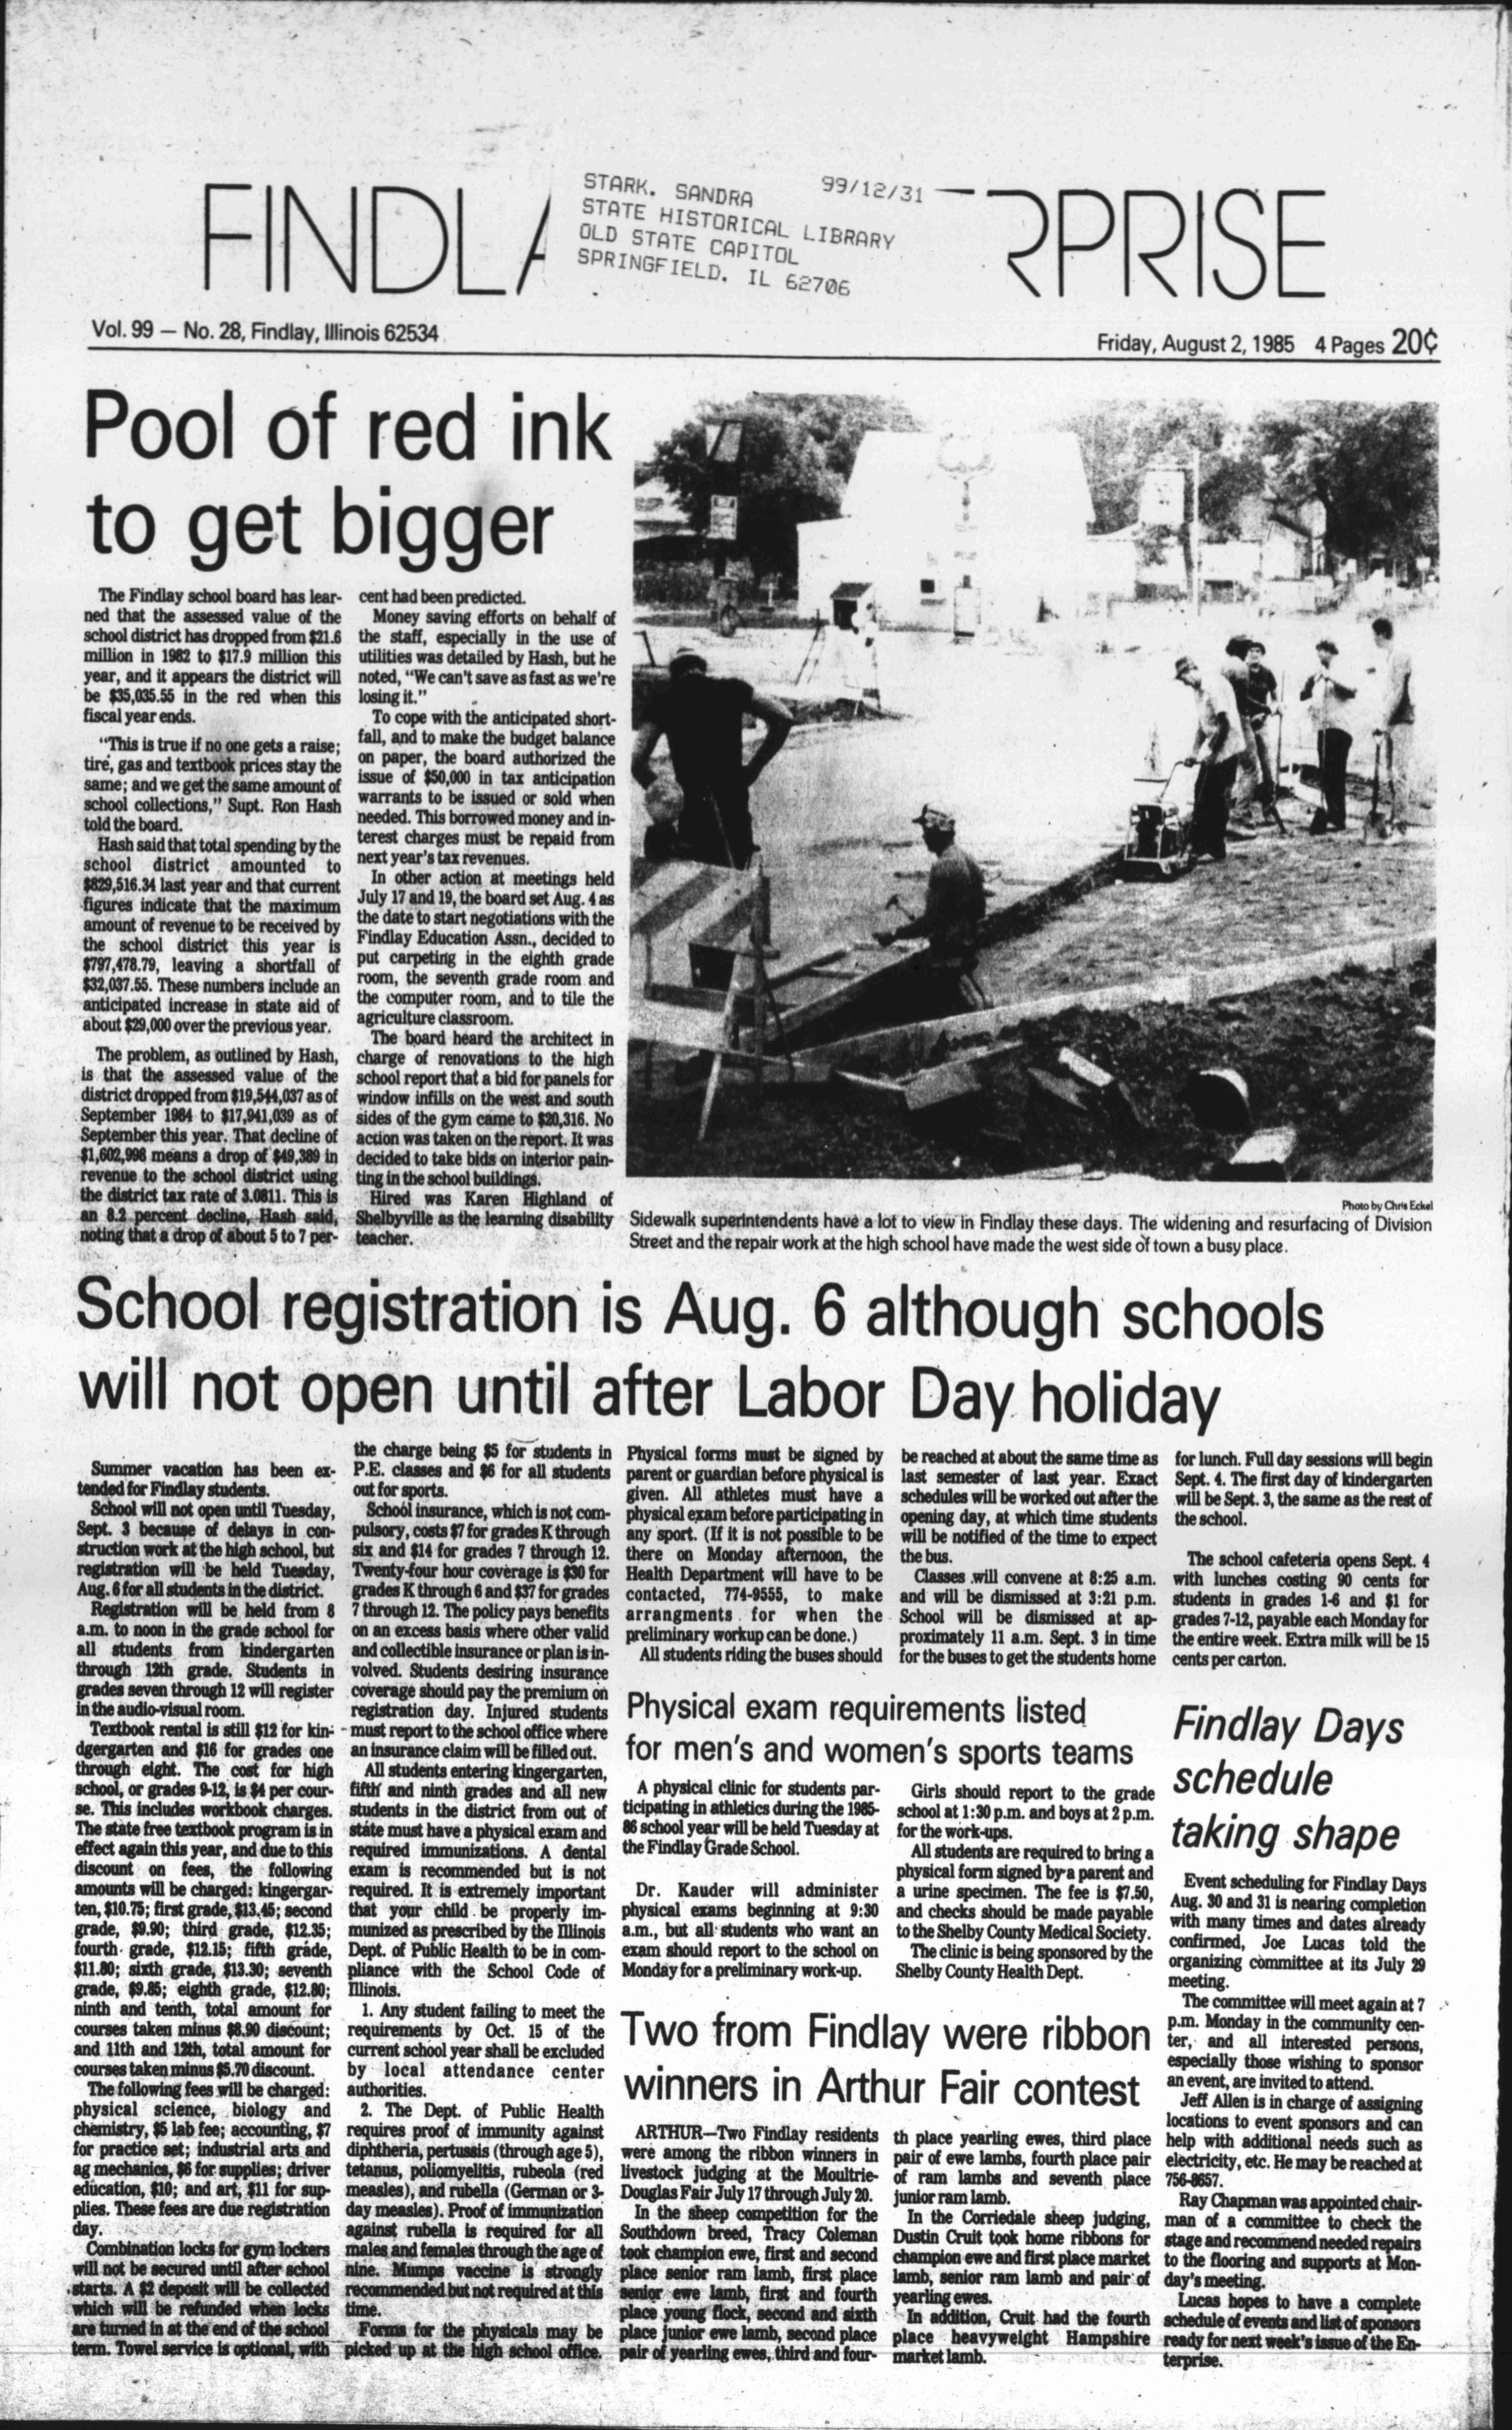 FINDLA
RPRISE
STARK. SANDRA 99/12/31
STATE HISTORICAL LIBRARY
OLD STATE CAPITOL
SPRINGFIELD. IL 62706
Vol. 99 — No. 28, Findlay, Illinois 62534
Friday, August 2, 1985 4 Pages 20¢
Pool of red ink
to get bigger
The Findlay school board has lear-
ned that the assessed value of the
school district has dropped from $21.6
million in 1982 to $17.9 million this
year, and it appears the district will
be $35,035.55 in the red when this
fiscal year ends.
"This is true if no one gets a raise;
tire, gas and textbook prices stay the
same; and we get the same amount of
school collections," Supt. Ron Hash
told the board.
Hash said that total spending by the
school district amounted to
$829,516.34 last year and that current
figures indicate that the maximum
amount of revenue to be received by
the school district this year is
$797,478.79, leaving a shortfall of
$32,037.55. These numbers include an
anticipated increase in state aid of
about $29,000 over the previous year.
The problem, as outlined by Hash,
is that the assessed value of the
district dropped from $19,544,037 as of
September 1984 to $17,941,039 as of
September this year. That decline of
$1,602,998 means a drop of $49,389 in
revenue to the school district using
the district tax rate of 3.0811. This is
an 8.2 percent decline, Hash said,
noting that a drop of about 5 to 7 per-
cent had been predicted.
Money saving efforts on behalf of
the staff, especially in the use of
utilities was detailed by Hash, but he
noted, "We can't save as fast as we're
losing it."
To cope with the anticipated short-
fall, and to make the budget balance
on paper, the board authorized the
issue of $50,000 in tax anticipation
warrants to be issued or sold when
needed. This borrowed money and in-
terest charges must be repaid from
next year's tax revenues.
In other action at meetings held
July 17 and 19, the board set Aug. 4 as
the date to start negotiations with the
Findlay Education Assn., decided to
put carpeting in the eighth grade
room, the seventh grade room and
the computer room, and to tile the
agriculture classroom.
The board heard the architect in
charge of renovations to the high
school report that a bid for panels for
window infills on the west and south
sides of the gym came to $20,316. No
action was taken on the report. It was
decided to take bids on interior pain-
ting in the school buildings.
Hired was Karen Highland of
Shelbyville as the learning disability
teacher.
Photo by Chris Eckel
Sidewalk superintendents have a lot to view in Findlay these days. The widening and resurfacing of Division
Street and the repair work at the high school have made the west side of town a busy place.
School registration is Aug. 6 although schools
will not open until after Labor Day holiday
Summer vacation has been ex-
tended for Findlay students.
School will not open until Tuesday,
Sept. 3 because of delays in con-
struction work at the high school, but
registration will be held Tuesday,
Aug. 6 for all students in the district.
Registration will be held from 8
a.m. to noon in the grade school for
all students from kindergarten
through 12th grade. Students in
grades seven through 12 will register
in the audio-visual room.
Textbook rental is still $12 for kin-
dgergarten and $16 for grades one
through eight. The cost for high
school, or grades 9-12, is $4 per cour-
se. This includes workbook charges.
The state free textbook program is in
effect again this year, and due to this
discount on fees, the following
amounts will be charged: kingergar-
ten, $10.75; first grade, $13.45; second
grade, $9.90; third grade, $12.35;
fourth grade, $12.15; fifth grade,
$11.80; sixth grade, $13.30; seventh
grade, $9.85; eighth grade, $12.80;
ninth and tenth, total amount for
courses taken minus $8.90 discount;
and 11th and 12th, total amount for
courses taken minus $5.70 discount.
The following fees will be charged:
physical science, biology and
chemistry, $5 lab fee; accounting, $7
for practice set; industrial arts and
ag mechanics, $6 for supplies; driver
education, $10; and art, $11 for sup-
plies. These fees are due registration
day.
Combination locks for gym lockers
will not be secured until after school
starts. A $2 deposit will be collected
which will be refunded when locks
are turned in at the end of the school
term. Towel service is optional, with
the charge being $5 for students in
P.E. classes and $6 for all students
out for sports.
School insurance, which is not com-
pulsory, costs $7 for grades K through
six and $14 for grades 7 through 12.
Twenty-four hour coverage is $30 for
grades K through 6 and $37 for grades
7 through 12. The policy pays benefits
on an excess basis where other valid
and collectible insurance or plan is in-
volved. Students desiring insurance
coverage should pay the premium on
registration day. Injured students
must report to the school office where
an insurance claim will be filled out.
All students entering kingergarten,
fifth and ninth grades and all new
students in the district from out of
state must have a physical exam and
required immunizations. A dental
exam is recommended but is not
required. It is extremely important
that your child be properly im-
munized as prescribed by the Illinois
Dept. of Public Health to be in com-
pliance with the School Code of
Illinois.
1. Any student failing to meet the
requirements by Oct. 15 of the
current school year shall be excluded
by local attendance center
authorities.
2. The Dept. of Public Health
requires proof of immunity against
diphtheria, pertussis (through age 5),
tetanus, poliomyelitis, rubeola (red
measles), and rubella (German or 3-
day measles). Proof of immunization
against rubella is required for all
males and females through the age of
nine. Mumps vaccine is strongly
recommended but not required at this
time.
Forms for the physicals may be
picked up at the high school office.
Physical forms must be signed by
parent or guardian before physical is
given. All athletes must have a
physical exam before participating in
any sport. (If it is not possible to be
there on Monday afternoon, the
Health Department will have to be
contacted, 774-9555, to make
arrangments for when the
preliminary workup can be done.)
All students riding the buses should
be reached at about the same time as
last semester of last year. Exact
schedules will be worked out after the
opening day, at which time students
will be notified of the time to expect
the bus.
Classes will convene at 8:25 a.m.
and will be dismissed at 3:21 p.m.
School will be dismissed at ap-
proximately 11 a.m. Sept. 3 in time
for the buses to get the students home
for lunch. Full day sessions will begin
Sept. 4. The first day of kindergarten
will be Sept. 3, the same as the rest of
the school.
The school cafeteria opens Sept. 4
with lunches costing 90 cents for
students in grades 1-6 and $1 for
grades 7-12, payable each Monday for
the entire week. Extra milk will be 15
cents per carton.
Physical exam requirements listed
for men's and women's sports teams
A physical clinic for students par-
ticipating in athletics during the 1985-
86 school year will be held Tuesday at
the Findlay Grade School.
Dr. Kauder will administer
physical exams beginning at 9:30
a.m., but all students who want an
exam should report to the school on
Monday for a preliminary work-up.
Girls should report to the grade
school at 1:30 p.m. and boys at 2 p.m.
for the work-ups.
All students are required to bring a
physical form signed by a parent and
a urine specimen. The fee is $7.50,
and checks should be made payable
to the Shelby County Medical Society.
The clinic is being sponsored by the
Shelby County Health Dept.
Two from Findlay were ribbon
winners in Arthur Fair contest
ARTHUR—Two Findlay residents
were among the ribbon winners in
livestock judging at the Moultrie-
Douglas Fair July 17 through July 20.
In the sheep competition for the
Southdown breed, Tracy Coleman
took champion ewe, first and second
place senior ram lamb, first place
senior ewe lamb, first and fourth
place young flock, second and sixth
place junior ewe lamb, second place
pair of yearling ewes, third and four-
th place yearling ewes, third place
pair of ewe lambs, fourth place pair
of ram lambs and seventh place
junior ram lamb.
In the Corriedale sheep judging,
Dustin Cruit took home ribbons for
champion ewe and first place market
lamb, senior ram lamb and pair of
yearling ewes.
In addition, Cruit had the fourth
place heavyweight Hampshire
market lamb.
Findlay Days
schedule
taking shape
Event scheduling for Findlay Days
Aug. 30 and 31 is nearing completion
with many times and dates already
confirmed, Joe Lucas told the
organizing committee at its July 29
meeting.
The committee will meet again at 7
p.m. Monday in the community cen-
ter, and all interested persons,
especially those wishing to sponsor
an event, are invited to attend.
Jeff Allen is in charge of assigning
locations to event sponsors and can
help with additional needs such as
electricity, etc. He may be reached at
756-8657.
Ray Chapman was appointed chair-
man of a committee to check the
stage and recommend needed repairs
to the flooring and supports at Mon-
day's meeting.
Lucas hopes to have a complete
schedule of events and list of sponsors
ready for next week's issue of the En-
terprise.